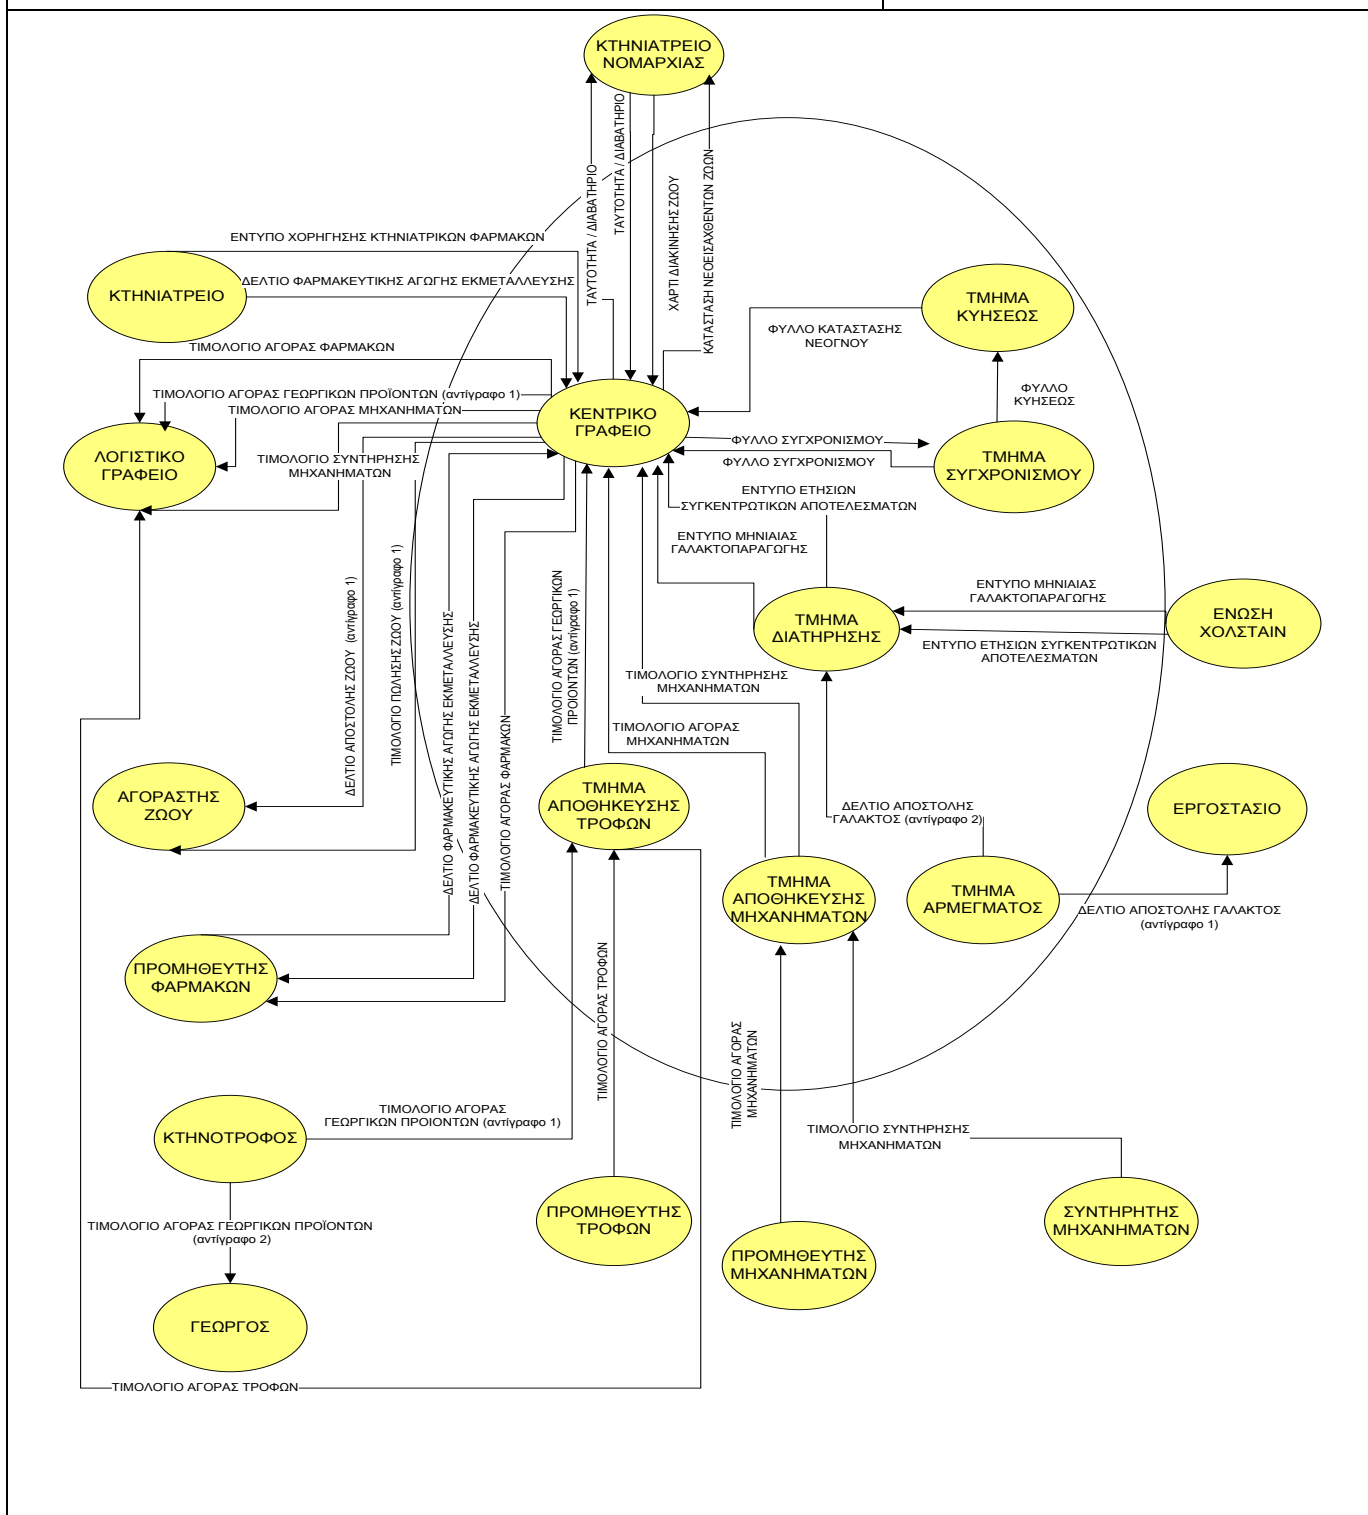 ΚΤΗΝΙΑΤΡΕΙΟ
ΝΟΜΑΡΧΙΑΣ
ΤΑΥΤΟΤΗΤΑ / ΔΙΑΒΑΤΗΡΙΟ
ΤΑΥΤΟΤΗΤΑ / ΔΙΑΒΑΤΗΡΙΟ
ΧΑΡΤΙ ΔΙΑΚΙΝΗΣΗΣ ΖΩΟΥ
ΚΑΤΑΣΤΑΣΗ ΝΕΟΕΙΣΑΧΘΕΝΤΩΝ ΖΩΩΝ
ΕΝΤΥΠΟ ΧΟΡΗΓΗΣΗΣ ΚΤΗΝΙΑΤΡΙΚΩΝ ΦΑΡΜΑΚΩΝ
ΚΤΗΝΙΑΤΡΕΙΟ
ΔΕΛΤΙΟ ΦΑΡΜΑΚΕΥΤΙΚΗΣ ΑΓΩΓΗΣ ΕΚΜΕΤΑΛΛΕΥΣΗΣ
ΤΜΗΜΑ
ΚΥΗΣΕΩΣ
ΦΥΛΛΟ ΚΑΤΑΣΤΑΣΗΣ
ΝΕΟΓΝΟΥ
ΤΙΜΟΛΟΓΙΟ ΑΓΟΡΑΣ ΦΑΡΜΑΚΩΝ
ΤΙΜΟΛΟΓΙΟ ΑΓΟΡΑΣ ΓΕΩΡΓΙΚΩΝ ΠΡΟΪΟΝΤΩΝ (αντίγραφο 1)
ΤΙΜΟΛΟΓΙΟ ΑΓΟΡΑΣ ΜΗΧΑΝΗΜΑΤΩΝ
ΚΕΝΤΡΙΚΟ
ΓΡΑΦΕΙΟ
ΦΥΛΛΟ
ΚΥΗΣΕΩΣ
ΛΟΓΙΣΤΙΚΟ
ΓΡΑΦΕΙΟ
ΤΙΜΟΛΟΓΙΟ ΣΥΝΤΗΡΗΣΗΣ
ΜΗΧΑΝΗΜΑΤΩΝ
ΦΥΛΛΟ ΣΥΓΧΡΟΝΙΣΜΟΥ
ΦΥΛΛΟ ΣΥΓΧΡΟΝΙΣΜΟΥ
ΤΜΗΜΑ
ΣΥΓΧΡΟΝΙΣΜΟΥ
ΕΝΤΥΠΟ ΕΤΗΣΙΩΝ
ΣΥΓΚΕΝΤΡΩΤΙΚΩΝ ΑΠΟΤΕΛΕΣΜΑΤΩΝ
ΕΝΤΥΠΟ ΜΗΝΙΑΙΑΣ
ΓΑΛΑΚΤΟΠΑΡΑΓΩΓΗΣ
ΤΜΗΜΑ
ΔΙΑΤΗΡΗΣΗΣ
ΕΝΤΥΠΟ ΜΗΝΙΑΙΑΣ
ΓΑΛΑΚΤΟΠΑΡΑΓΩΓΗΣ
ΕΝΤΥΠΟ ΕΤΗΣΙΩΝ ΣΥΓΚΕΝΤΡΩΤΙΚΩΝ
ΑΠΟΤΕΛΕΣΜΑΤΩΝ
ΕΝΩΣΗ
ΧΟΛΣΤΑΙΝ
ΔΕΛΤΙΟ ΑΠΟΣΤΟΛΗΣ ΖΩΟΥ (αντίγραφο 1)
ΤΙΜΟΛΟΓΙΟ ΠΩΛΗΣΗΣ ΖΩΟΥ (αντίγραφο 1)
ΔΕΛΤΙΟ ΦΑΡΜΑΚΕΥΤΙΚΗΣ ΑΓΩΓΗΣ ΕΚΜΕΤΑΛΛΕΥΣΗΣ
ΔΕΛΤΙΟ ΦΑΡΜΑΚΕΥΤΙΚΗΣ ΑΓΩΓΗΣ ΕΚΜΕΤΑΛΛΕΥΣΗΣ
ΤΙΜΟΛΟΓΙΟ ΑΓΟΡΑΣ ΦΑΡΜΑΚΩΝ
ΤΙΜΟΛΟΓΙΟ ΑΓΟΡΑΣ ΓΕΩΡΓΙΚΩΝ
ΠΡΟΙΟΝΤΩΝ (αντίγραφο 1)
ΤΙΜΟΛΟΓΙΟ ΣΥΝΤΗΡΗΣΗΣ
ΜΗΧΑΝΗΜΑΤΩΝ
ΤΙΜΟΛΟΓΙΟ ΑΓΟΡΑΣ
ΜΗΧΑΝΗΜΑΤΩΝ
ΑΓΟΡΑΣΤΗΣ
ΖΩΟΥ
ΤΜΗΜΑ
ΑΠΟΘΗΚΕΥΣΗΣ
ΤΡΟΦΩΝ
ΔΕΛΤΙΟ ΑΠΟΣΤΟΛΗΣ
ΓΑΛΑΚΤΟΣ (αντίγραφο 2)
ΕΡΓΟΣΤΑΣΙΟ
ΤΜΗΜΑ
ΑΠΟΘΗΚΕΥΣΗΣ
ΜΗΧΑΝΗΜΑΤΩΝ
ΤΜΗΜΑ
ΑΡΜΕΓΜΑΤΟΣ
ΔΕΛΤΙΟ ΑΠΟΣΤΟΛΗΣ ΓΑΛΑΚΤΟΣ
(αντίγραφο 1)
ΠΡΟΜΗΘΕΥΤΗΣ
ΦΑΡΜΑΚΩΝ
ΤΙΜΟΛΟΓΙΟ ΑΓΟΡΑΣ ΤΡΟΦΩΝ
ΤΙΜΟΛΟΓΙΟ ΑΓΟΡΑΣ
ΜΗΧΑΝΗΜΑΤΩΝ
ΚΤΗΝΟΤΡΟΦΟΣ
ΤΙΜΟΛΟΓΙΟ ΑΓΟΡΑΣ
ΓΕΩΡΓΙΚΩΝ ΠΡΟΙΟΝΤΩΝ (αντίγραφο 1)
ΤΙΜΟΛΟΓΙΟ ΣΥΝΤΗΡΗΣΗΣ
ΜΗΧΑΝΗΜΑΤΩΝ
ΤΙΜΟΛΟΓΙΟ ΑΓΟΡΑΣ ΓΕΩΡΓΙΚΩΝ ΠΡΟΪΟΝΤΩΝ
(αντίγραφο 2)
ΠΡΟΜΗΘΕΥΤΗΣ
ΤΡΟΦΩΝ
ΠΡΟΜΗΘΕΥΤΗΣ
ΜΗΧΑΝΗΜΑΤΩΝ
ΣΥΝΤΗΡΗΤΗΣ
ΜΗΧΑΝΗΜΑΤΩΝ
ΓΕΩΡΓΟΣ
ΤΙΜΟΛΟΓΙΟ ΑΓΟΡΑΣ ΤΡΟΦΩΝ